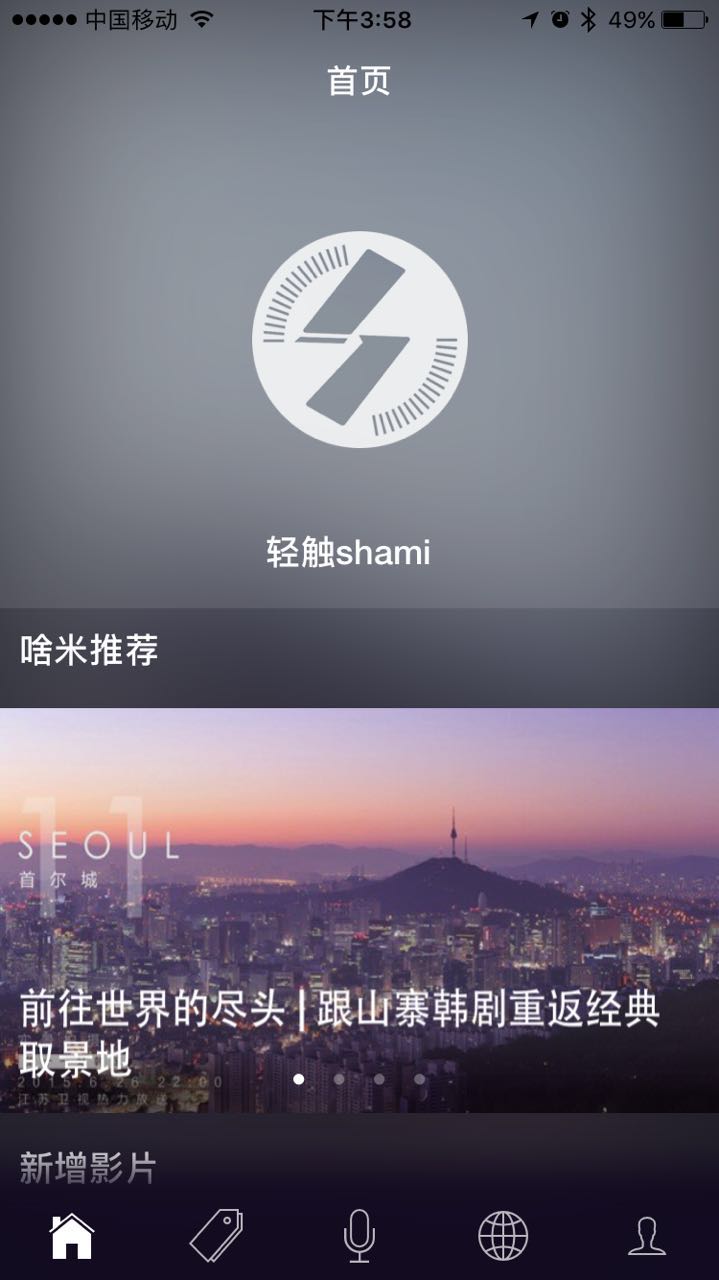 中国移动
下午3:58
49%
首页
轻触shami
啥米推荐
11
SEOUL
首尔城
前往世界的尽头 | 跟山寨韩剧重返经典
取景地
2015.6.26 22:00
江苏卫视热力放送
新增影片